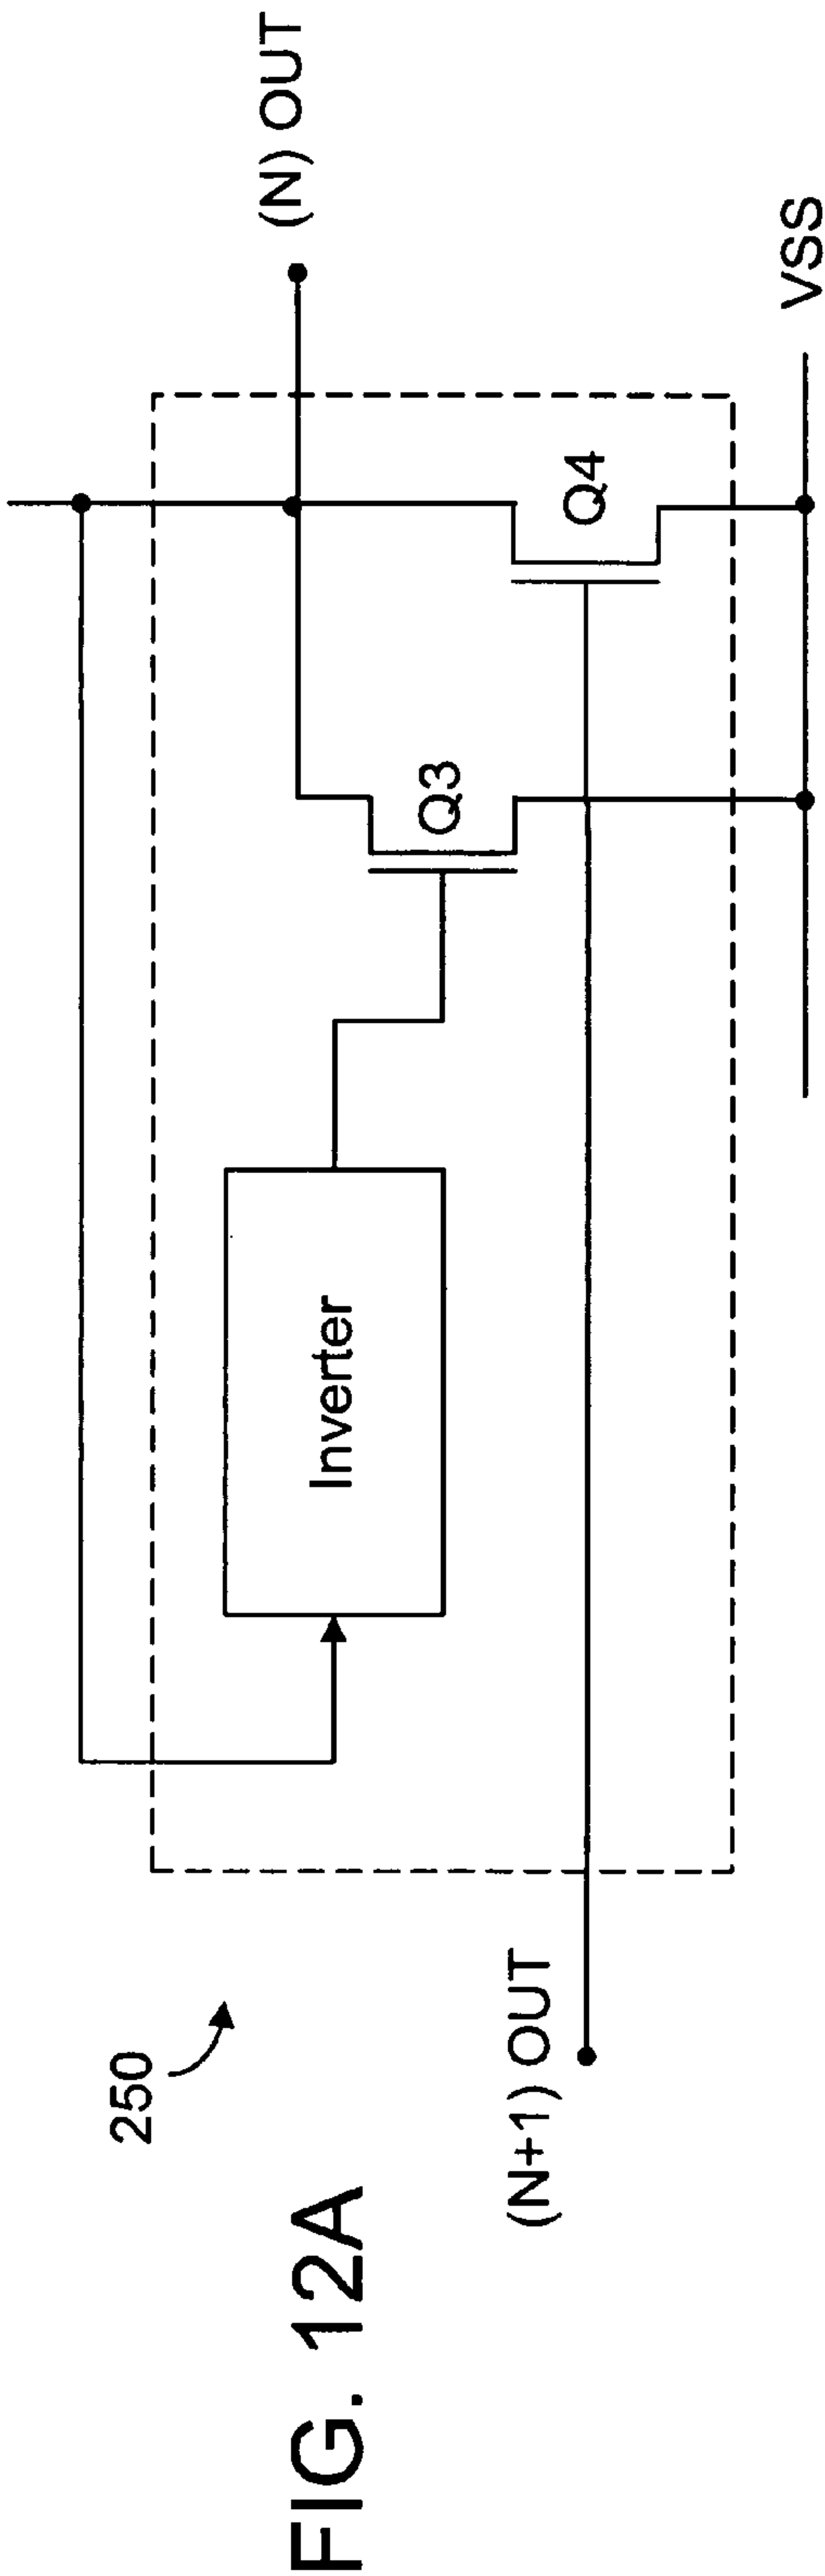 FIG. 12A
250
(N+1) OUT
Inverter
Q3
Q4
(N) OUT
VSS